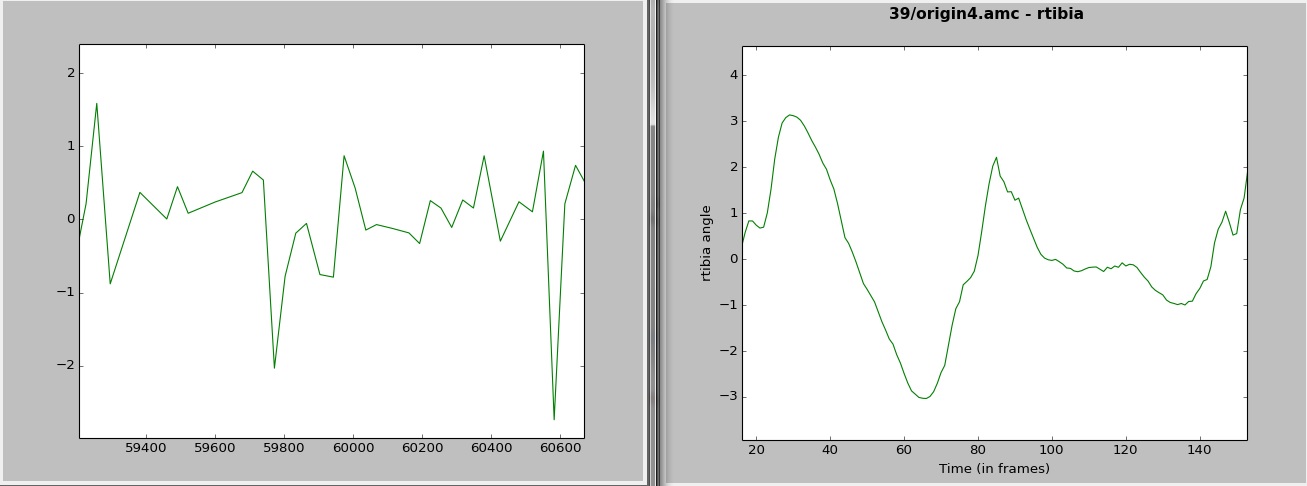 2
1
0
−1
−2
59400 59600 59800 60000 60200 60400 60600
39/origin4.amc - rtibia
4
3
2
1
0
−1
−2
−3
rtibia angle
20 40 60 80 100 120 140
Time (in frames)